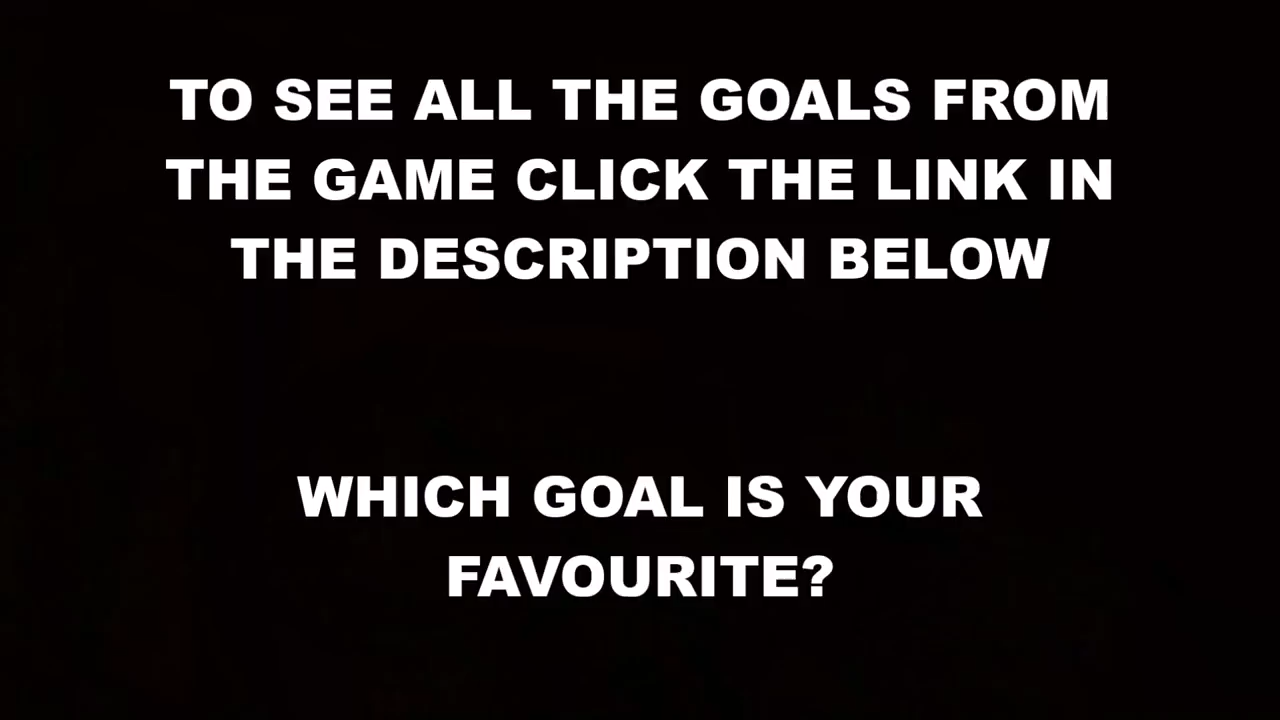 TO SEE ALL THE GOALS FROM
THE GAME CLICK THE LINK IN
THE DESCRIPTION BELOW
WHICH GOAL IS YOUR
FAVOURITE?